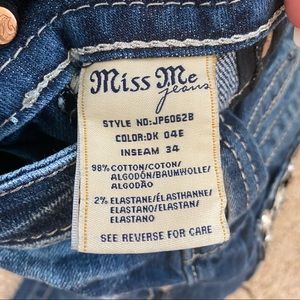 Miss Me
jeans
STYLE NO:JP6062B
COLOR:DK 04E
INSEAM 34
98% COTTON/COTON/
ALGODÓN/BAUMWOLLE/
ALGODÃO
2% ELASTANE/ÉLASTHANNE/
ELASTANO/ELASTAN/
ELASTANO
SEE REVERSE FOR CARE